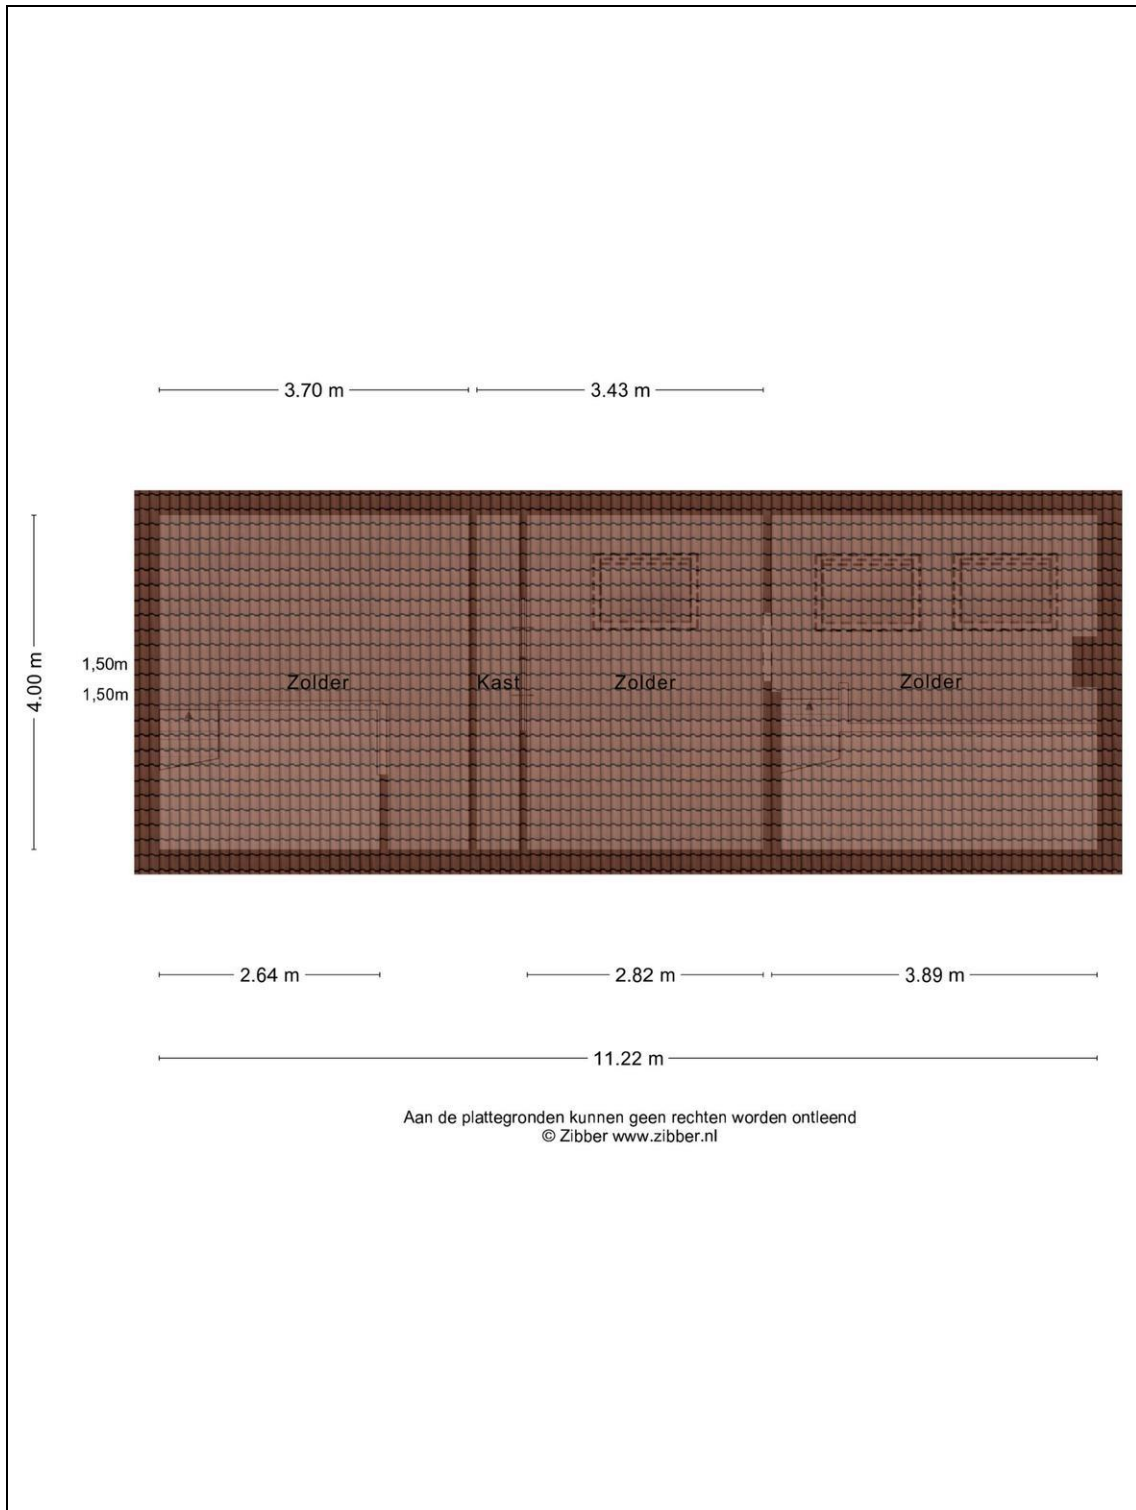 3.70 m
3.43 m
4.00 m
1,50m
1,50m
Zolder
Kast
Zolder
Zolder
2.64 m
2.82 m
3.89 m
11.22 m
Aan de plattegronden kunnen geen rechten worden ontleend
© Zibber www.zibber.nl